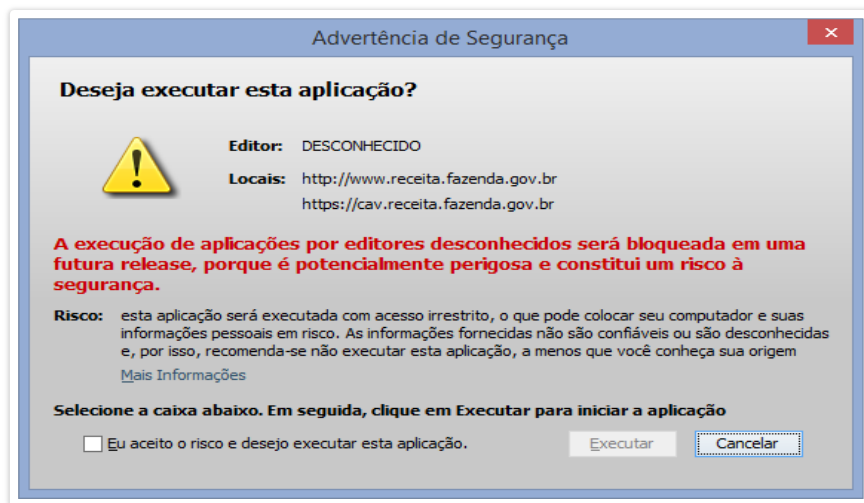 Advertência de Segurança
Deseja executar esta aplicação?
Editor: DESCONHECIDO
Locais: http://www.receita.fazenda.gov.br
https://cav.receita.fazenda.gov.br
A execução de aplicações por editores desconhecidos será bloqueada em uma
futura release, porque é potencialmente perigosa e constitui um risco à
segurança.
Risco: esta aplicação será executada com acesso irrestrito, o que pode colocar seu computador e suas
informações pessoais em risco. As informações fornecidas não são confiáveis ou são desconhecidas
e, por isso, recomenda-se não executar esta aplicação, a menos que você conheça sua origem
Mais Informações
Selecione a caixa abaixo. Em seguida, clique em Executar para iniciar a aplicação
Eu aceito o risco e desejo executar esta aplicação. Executar Cancelar